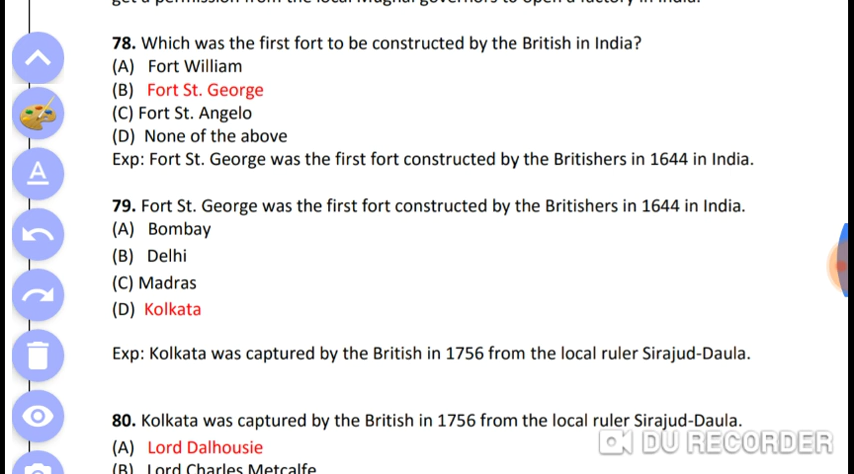 78. Which was the first fort to be constructed by the British in India?
(A) Fort William
(B) Fort St. George
(C) Fort St. Angelo
(D) None of the above
Exp: Fort St. George was the first fort constructed by the Britishers in 1644 in India.
79. Fort St. George was the first fort constructed by the Britishers in 1644 in India.
(A) Bombay
(B) Delhi
(C) Madras
(D) Kolkata
Exp: Kolkata was captured by the British in 1756 from the local ruler Sirajud-Daula.
80. Kolkata was captured by the British in 1756 from the local ruler Sirajud-Daula.
(A) Lord Dalhousie
(B) Lord Charles Metcalfe
A
DU RECORDER